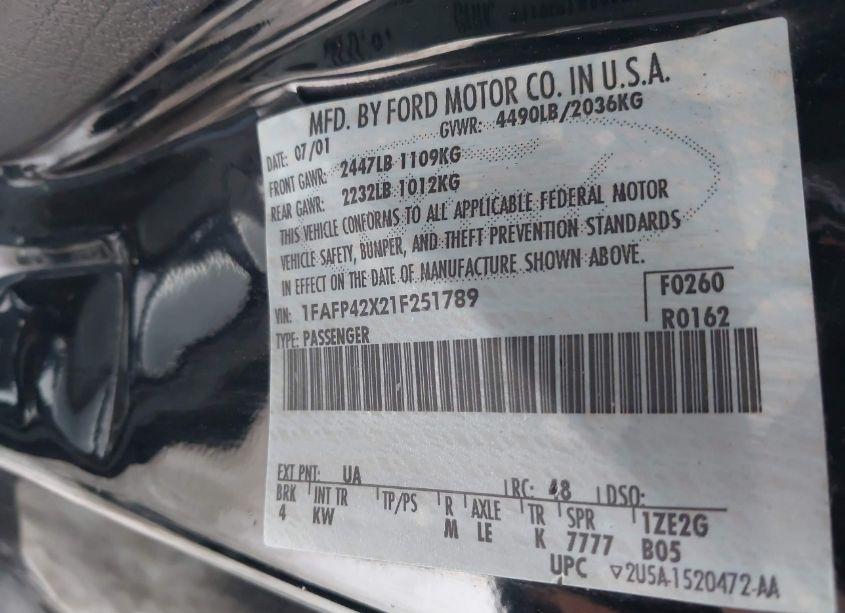 MFD. BY FORD MOTOR CO. IN U.S.A.
DATE: 07/01 GVWR: 4490LB/2036KG
FRONT GAWR: 2447LB 1109KG
REAR GAWR: 2232LB 1012KG
THIS VEHICLE CONFORMS TO ALL APPLICABLE FEDERAL MOTOR
VEHICLE SAFETY, BUMPER, AND THEFT PREVENTION STANDARDS
IN EFFECT ON THE DATE OF MANUFACTURE SHOWN ABOVE.
VIN: 1FAFP42X21F251789 F0260
TYPE: PASSENGER R0162
EXT PNT: UA RC: 48 DSO:
BRK INT TR TP/PS R AXLE TR SPR 1ZE2G
4 KW M LE K 7777 B05
UPC ▽2U5A-1520472-AA